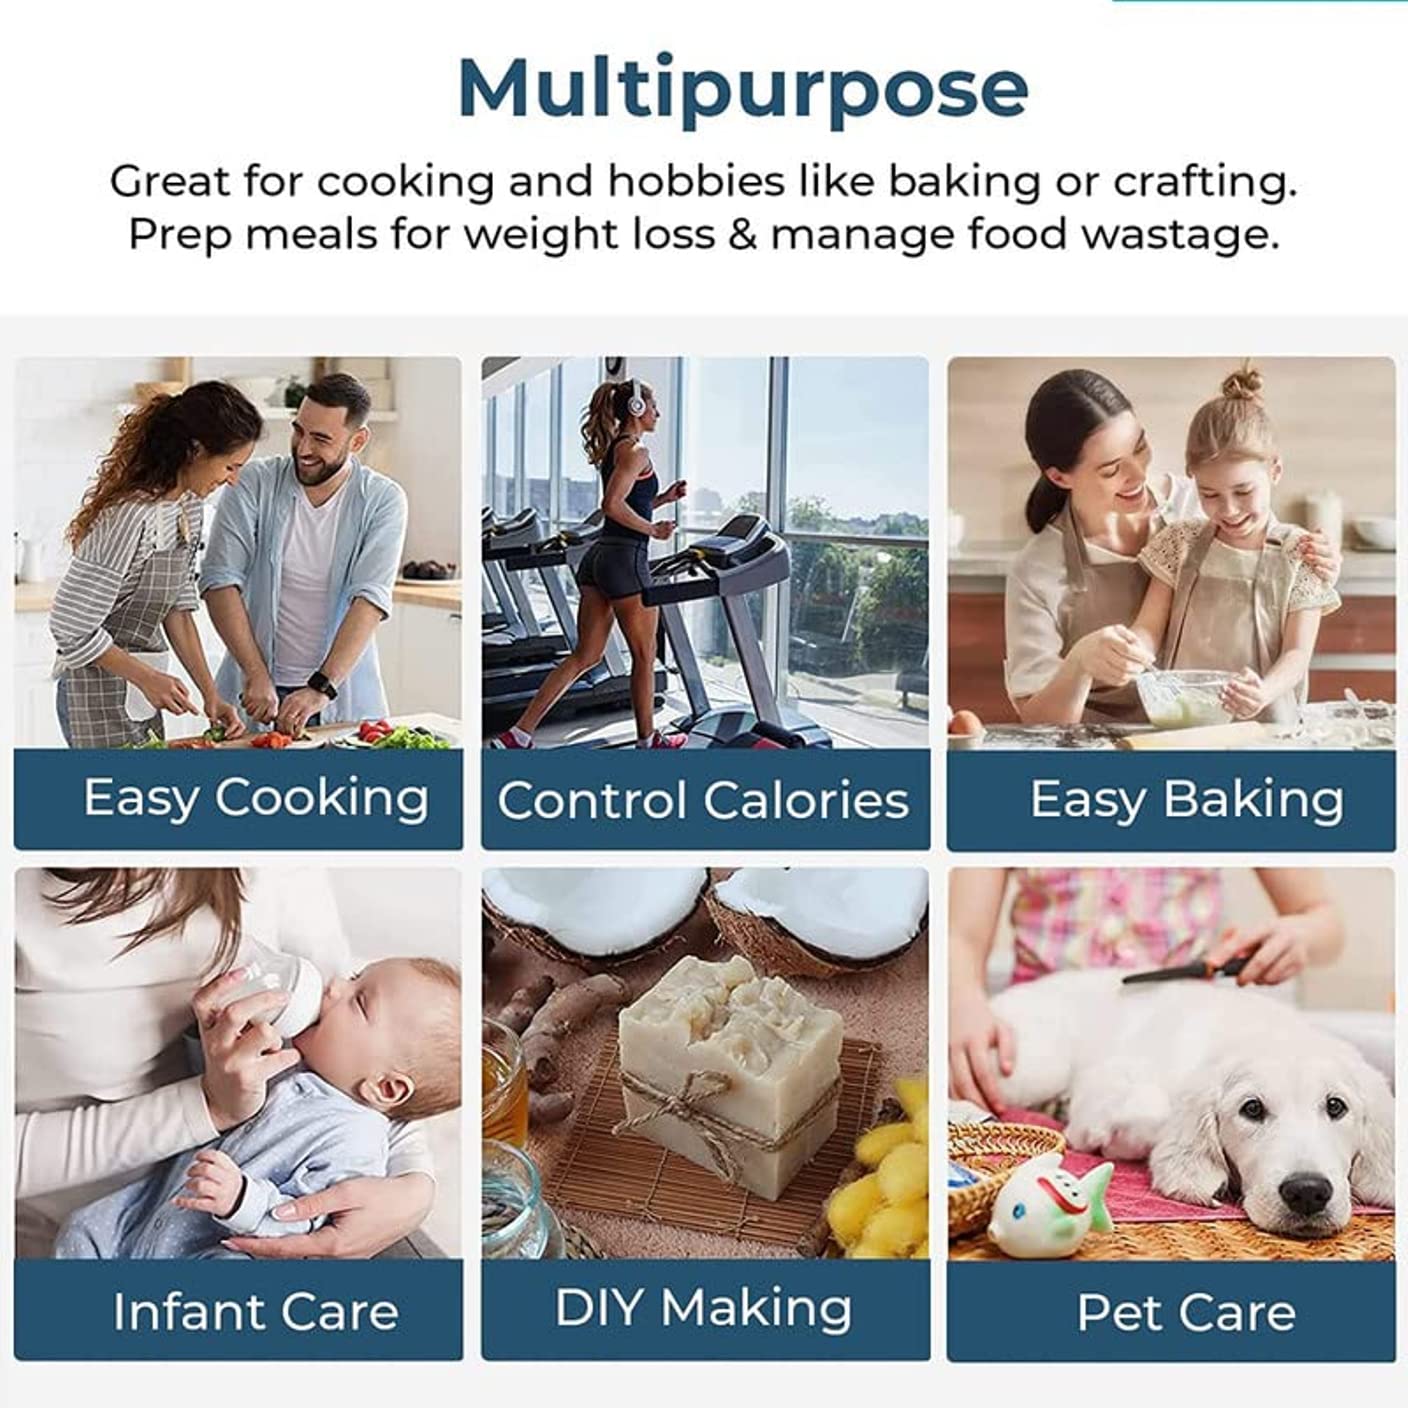 Multipurpose
Great for cooking and hobbies like baking or crafting.
Prep meals for weight loss & manage food wastage.
Easy Cooking
Control Calories
Easy Baking
Infant Care
DIY Making
Pet Care